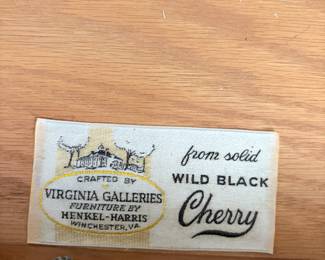 CRAFTED BY
VIRGINIA GALLERIES
FURNITURE BY
HENKEL-HARRIS
WINCHESTER, VA.
from solid
WILD BLACK
Cherry